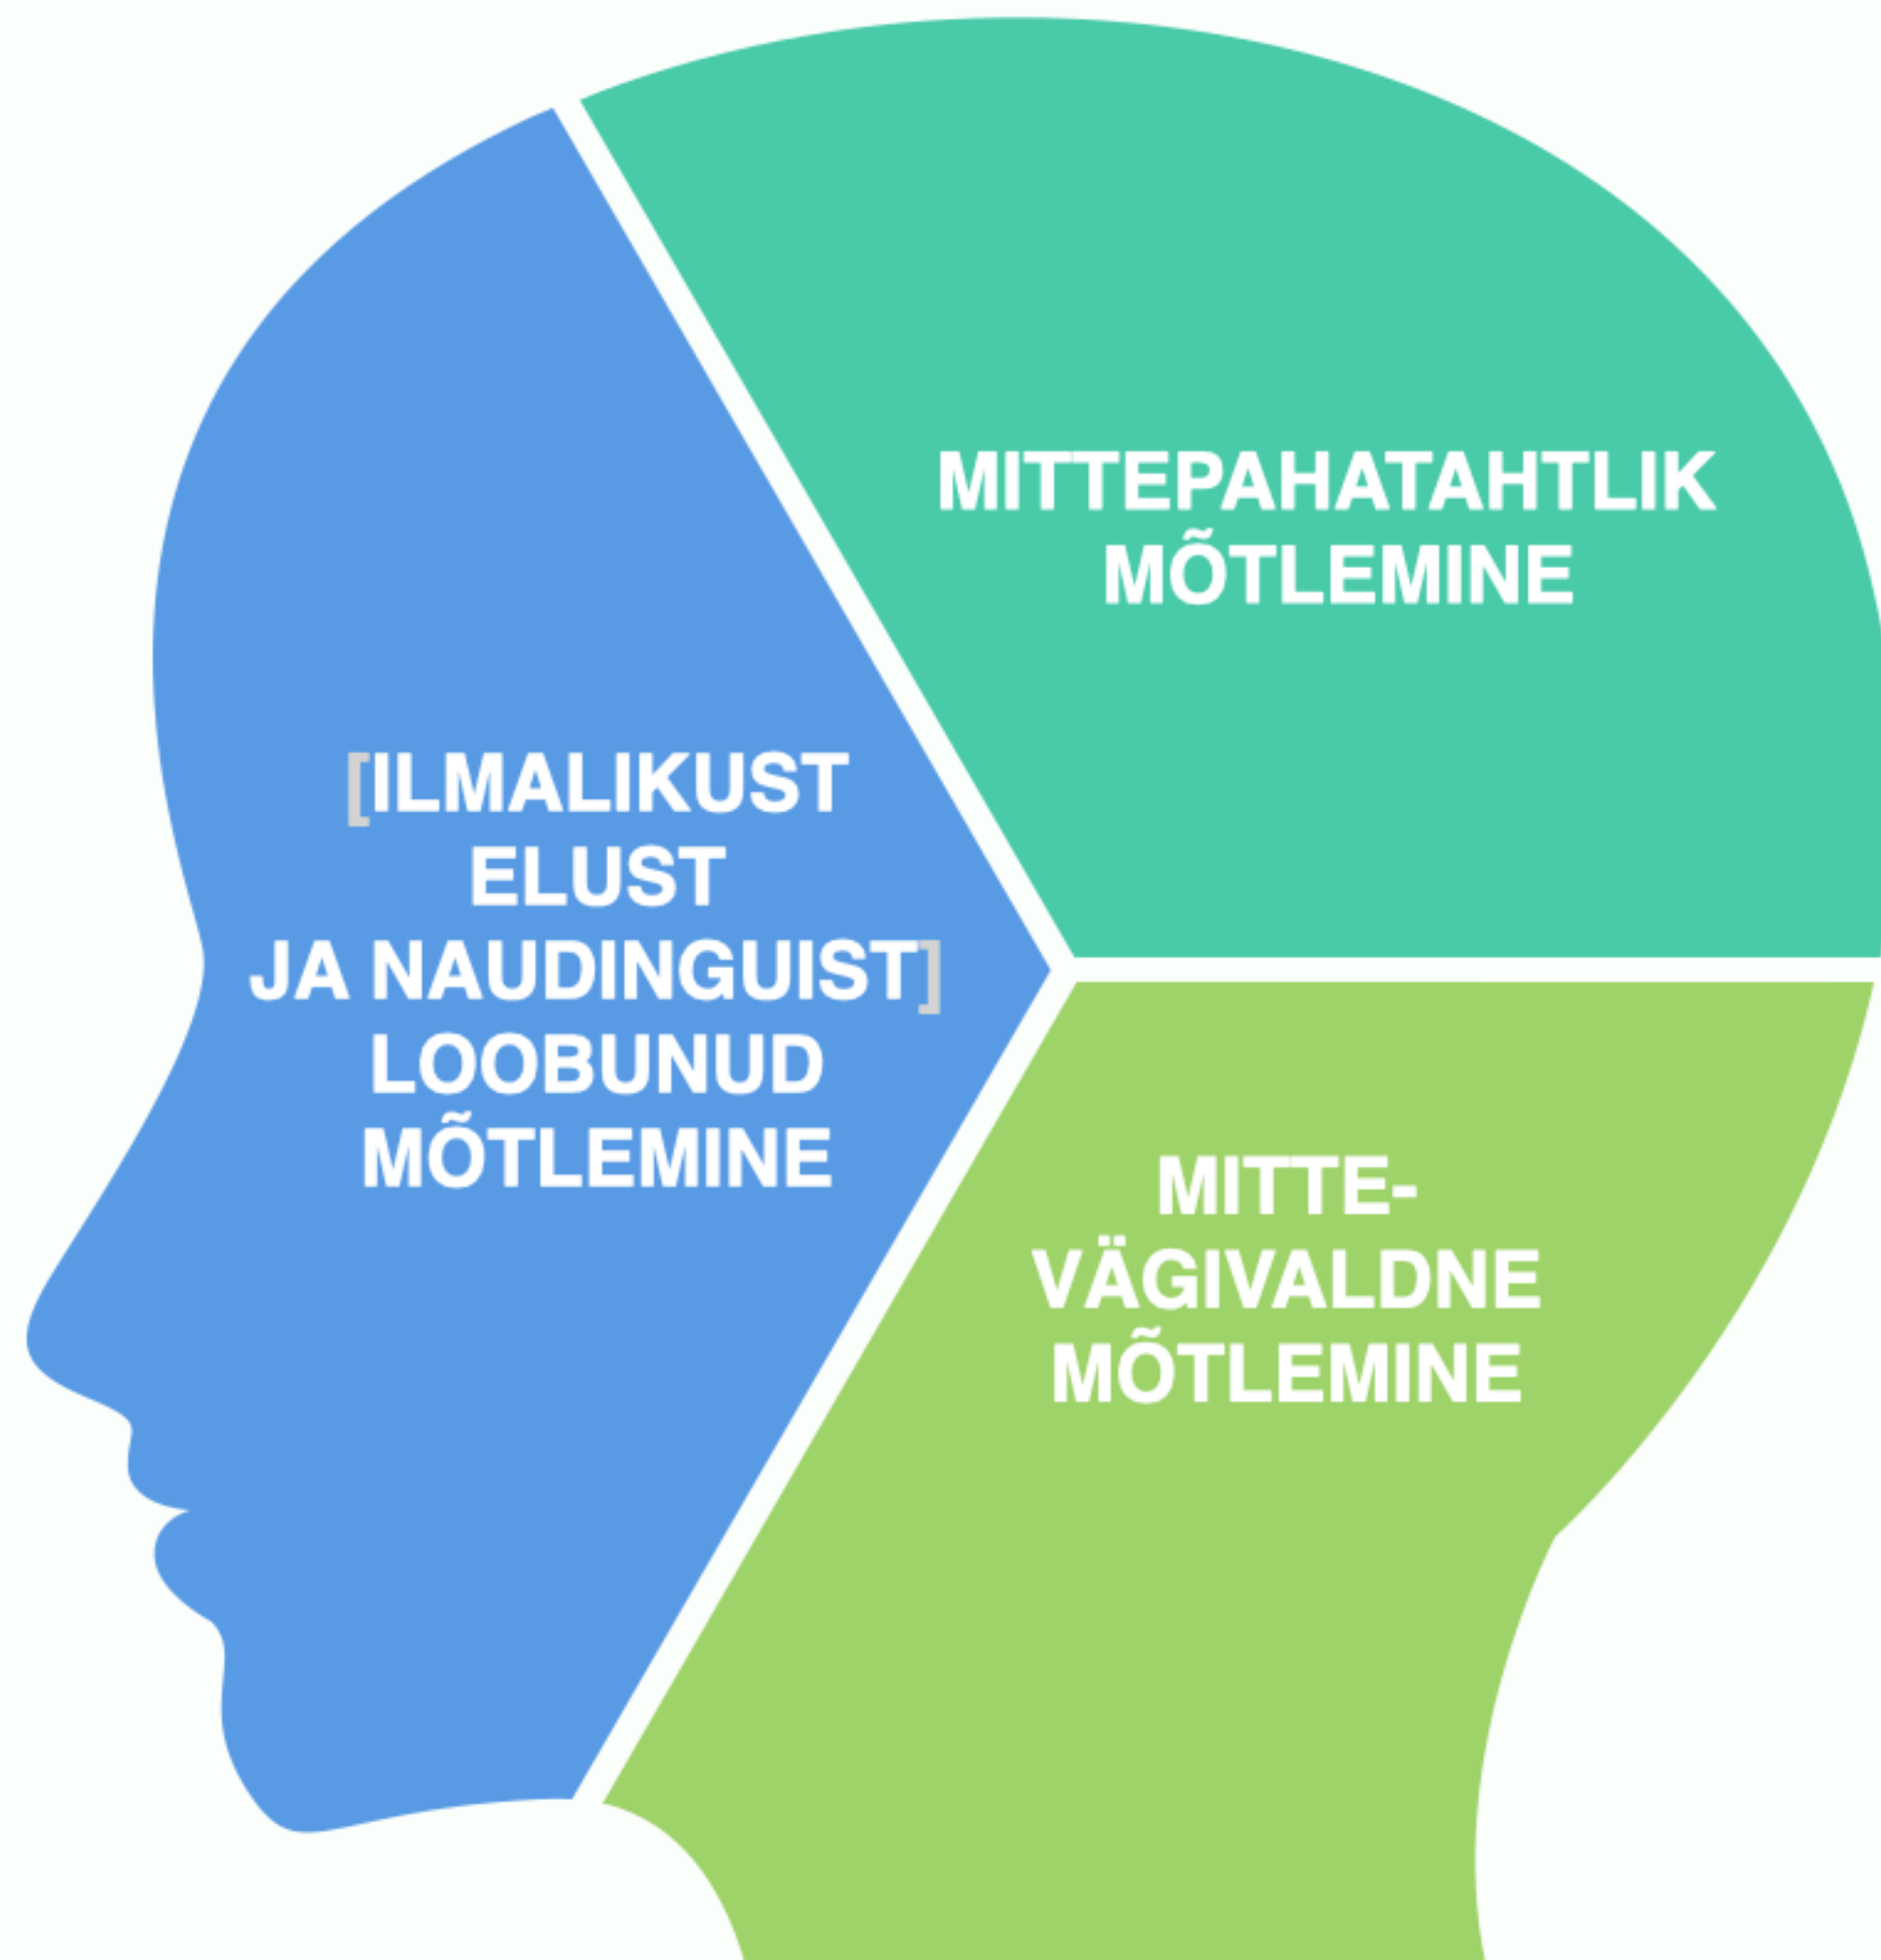 MITTEPAHATAHTLIK
MÕTLEMINE
[ILMALIKUST
ELUST
JA NAUDINGUIST]
LOOBUNUD
MÕTLEMINE
MITTE-
VÄGIVALDNE
MÕTLEMINE